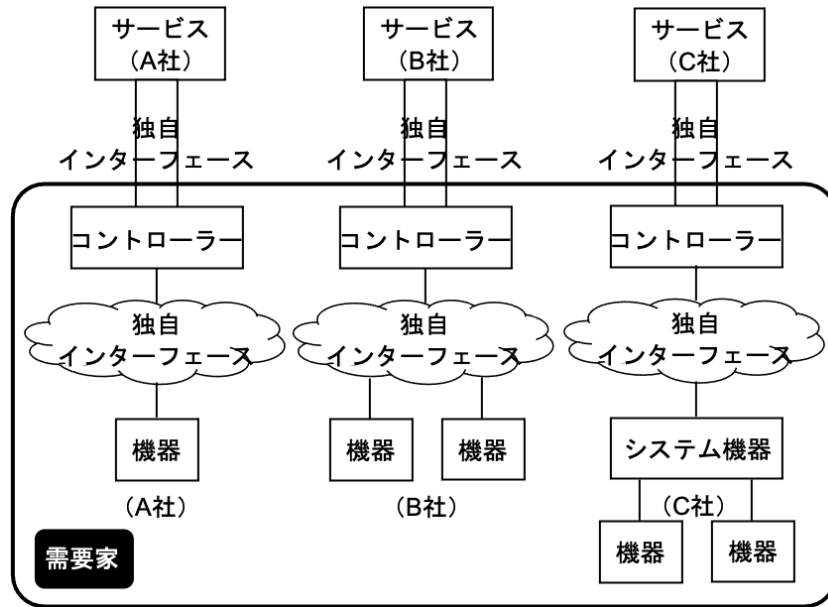 サービス
（A社）
サービス
（B社）
サービス
（C社）
独自
インターフェース
独自
インターフェース
独自
インターフェース
コントローラー
コントローラー
コントローラー
独自
インターフェース
独自
インターフェース
独自
インターフェース
機器
（A社）
機器
機器
（B社）
システム機器
（C社）
機器
機器
需要家